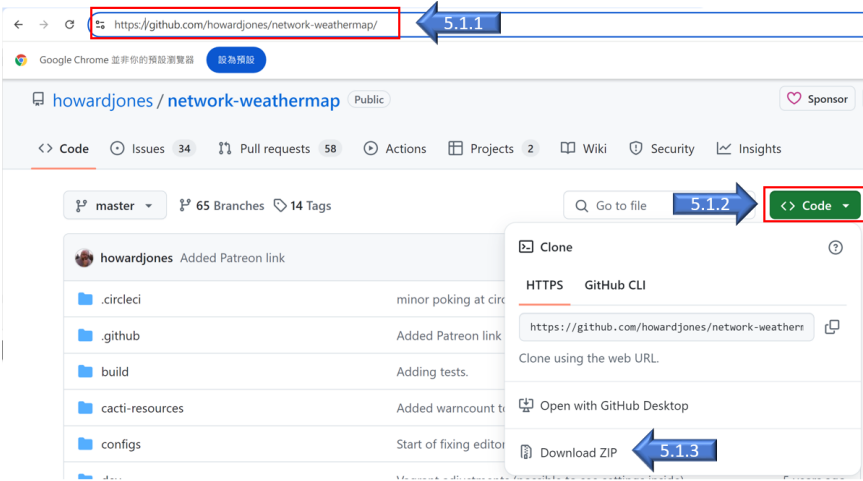 https://github.com/howardjones/network-weathermap/
5.1.1
Google Chrome 並非你的預設瀏覽器 設為預設
howardjones / network-weathermap Public
Sponsor
<> Code Issues 34 Pull requests 58 Actions Projects 2 Wiki Security Insights
master 65 Branches 14 Tags Go to file 5.1.2 <> Code
howardjones Added Patreon link
.circleci minor poking at circ
.github Added Patreon link
build Adding tests.
cacti-resources Added warncount to
configs Start of fixing editor
Clone
HTTPS GitHub CLI
https://github.com/howardjones/network-weatherm
Clone using the web URL.
Open with GitHub Desktop
Download ZIP 5.1.3